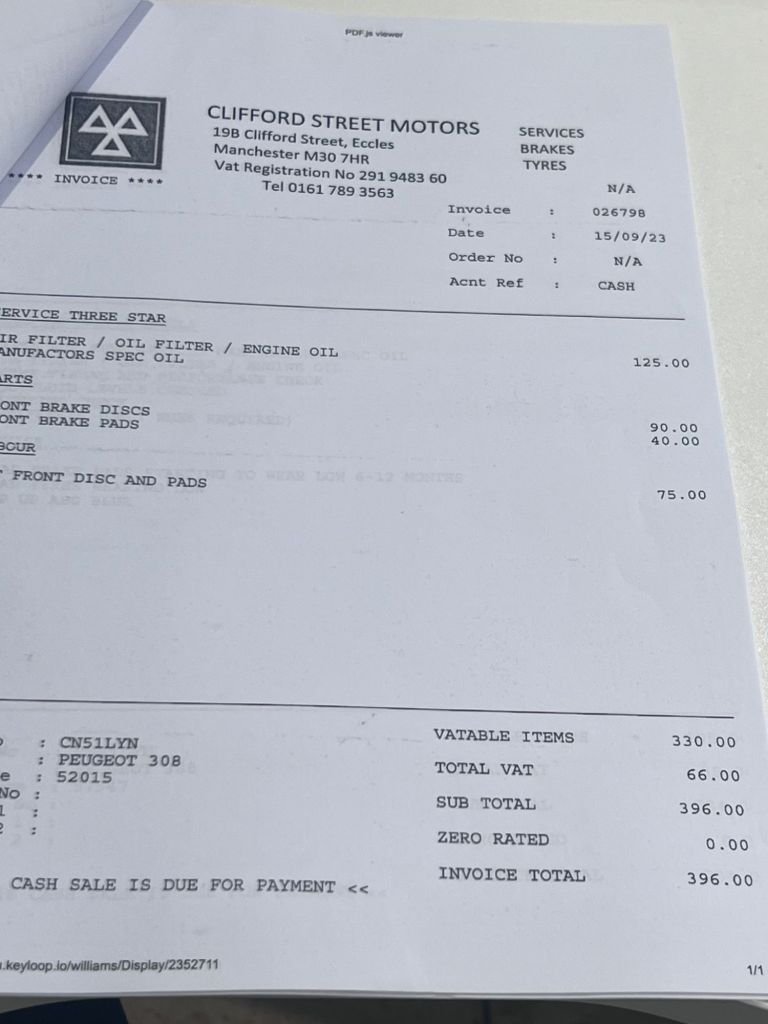 PDF.js viewer
CLIFFORD STREET MOTORS
19B Clifford Street, Eccles
Manchester M30 7HR
Vat Registration No 291 9483 60
Tel 0161 789 3563
SERVICES
BRAKES
TYRES
**** INVOICE ****
N/A
Invoice : 026798
Date : 15/09/23
Order No : N/A
Acnt Ref : CASH
ERVICE THREE STAR
IR FILTER / OIL FILTER / ENGINE OIL
ANUFACTORS SPEC OIL 125.00
ARTS
ONT BRAKE DISCS 90.00
ONT BRAKE PADS 40.00
BOUR
FRONT DISC AND PADS 75.00
: CN51LYN
: PEUGEOT 308
e : 52015
No :
1 :
2 :
VATABLE ITEMS 330.00
TOTAL VAT 66.00
SUB TOTAL 396.00
ZERO RATED 0.00
INVOICE TOTAL 396.00
CASH SALE IS DUE FOR PAYMENT <<
.keyloop.io/williams/Display/2352711
1/1